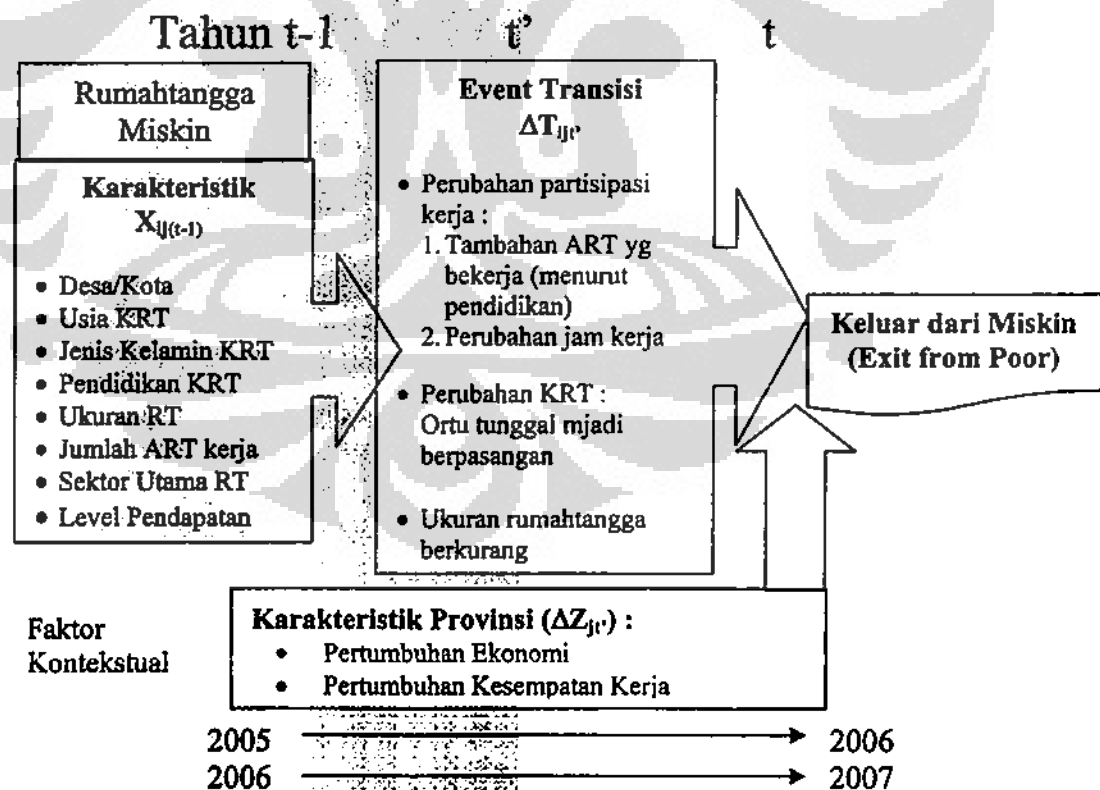 Tahun t-1 t’ t
Rumahtangga
Miskin
Karakteristik
Xij(t-1)
• Desa/Kota
• Usia KRT
• Jenis Kelamin KRT
• Pendidikan KRT
• Ukuran RT
• Jumlah ART kerja
• Sektor Utama RT
• Level Pendapatan
Event Transisi
ΔTijt'
• Perubahan partisipasi
kerja :
1. Tambahan ART yg
bekerja (menurut
pendidikan)
2. Perubahan jam kerja
• Perubahan KRT :
Ortu tunggal mjadi
berpasangan
• Ukuran rumahtangga
berkurang
Keluar dari Miskin
(Exit from Poor)
Faktor
Kontekstual
Karakteristik Provinsi (ΔZjt') :
• Pertumbuhan Ekonomi
• Pertumbuhan Kesempatan Kerja
2005 2006
2006 2007